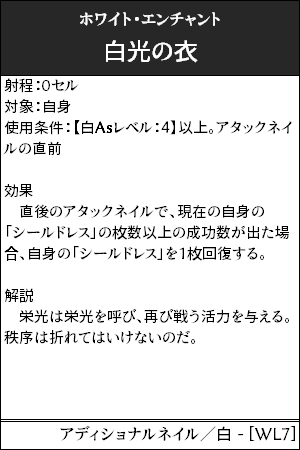 ホワイト・エンチャント
白光の衣
射程：0セル
対象：自身
使用条件：【白Asレベル：4】以上。アタックネイ
ルの直前
効果
　直後のアタックネイルで、現在の自身の
「シールドレス」の枚数以上の成功数が出た場
合、自身の「シールドレス」を1枚回復する。
解説
　栄光は栄光を呼び、再び戦う活力を与える。
秩序は折れてはいけないのだ。
アディショナルネイル／白 - [WL7]